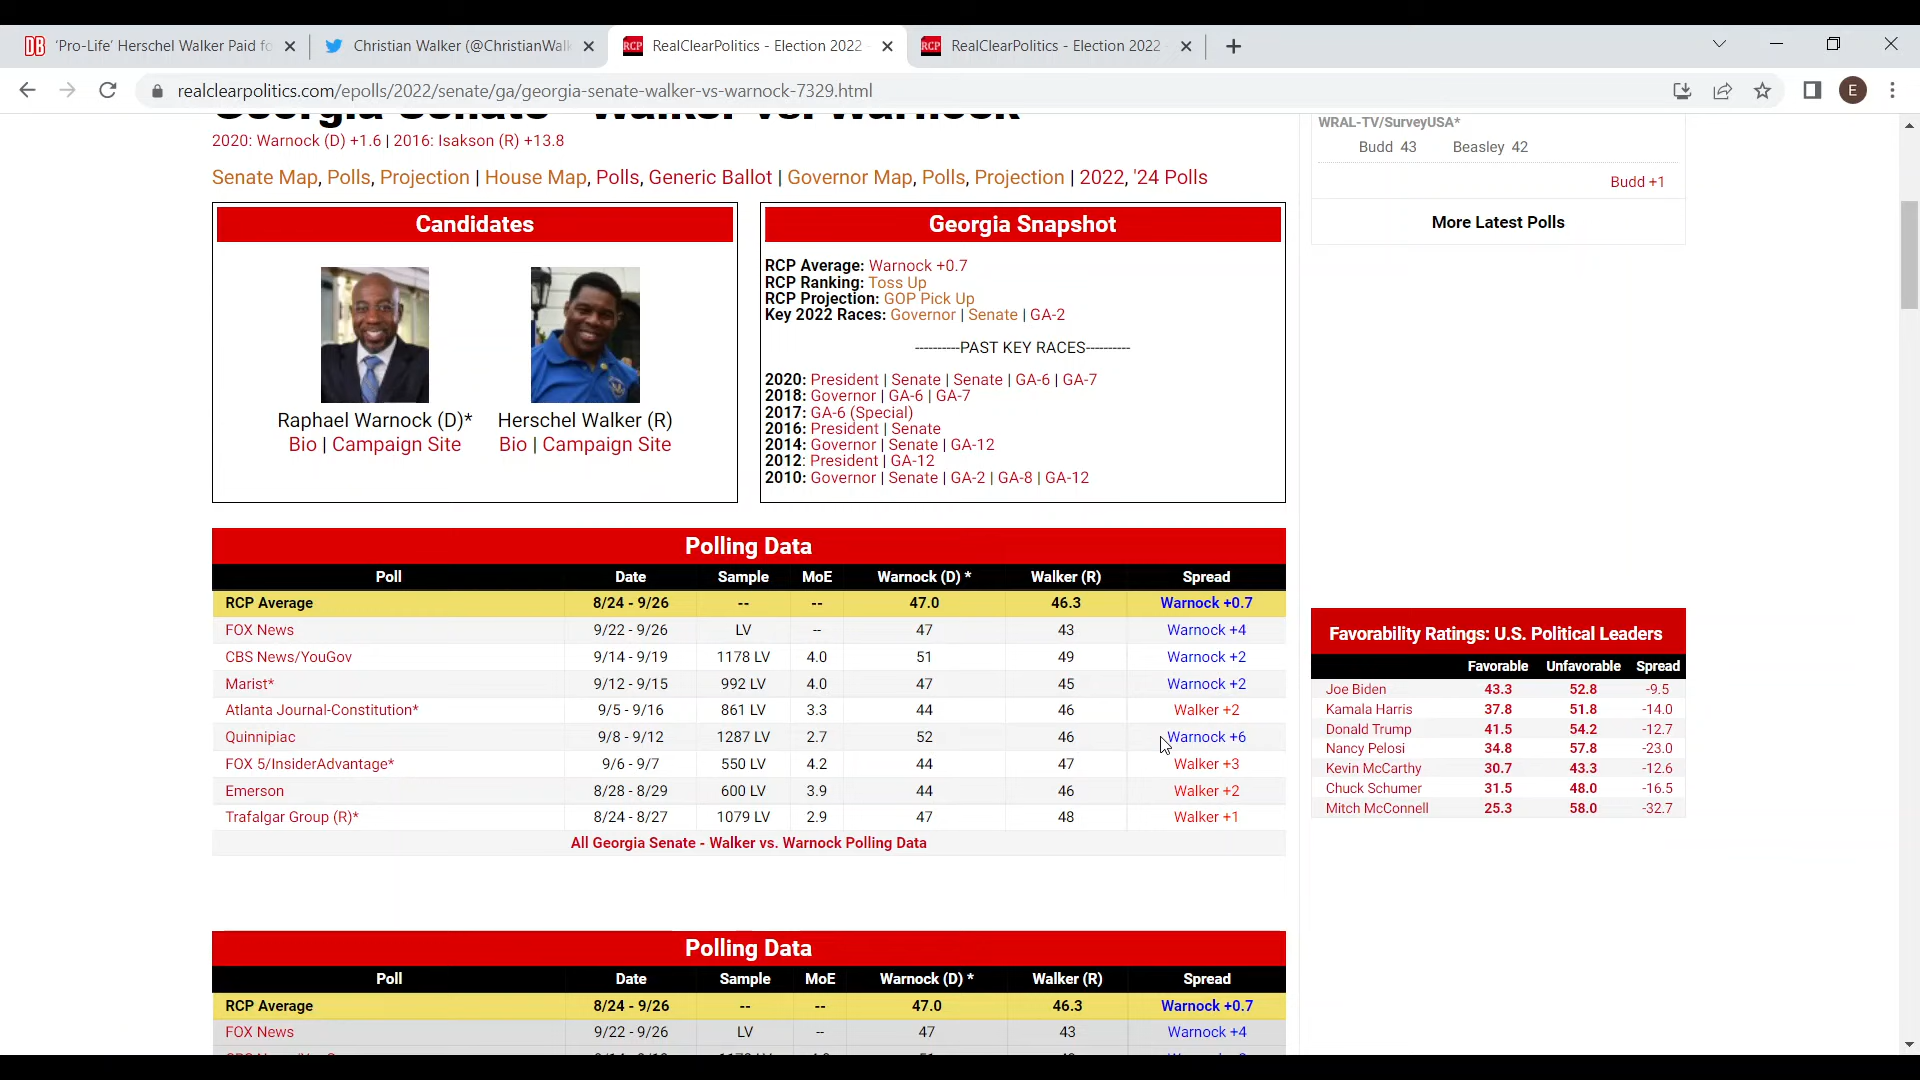 'Pro-Life' Herschel Walker Paid fo
Christian Walker (@ChristianWalk
RealClearPolitics - Election 2022 -
RealClearPolitics - Election 2022 -
realclearpolitics.com/epolls/2022/senate/ga/georgia-senate-walker-vs-warnock-7329.html
E
Georgia Senate - Walker vs. Warnock
2020: Warnock (D) +1.6 | 2016: Isakson (R) +13.8
Senate Map, Polls, Projection | House Map, Polls, Generic Ballot | Governor Map, Polls, Projection | 2022, '24 Polls
Candidates
Raphael Warnock (D)* Herschel Walker (R)
Bio | Campaign Site Bio | Campaign Site
Georgia Snapshot
RCP Average: Warnock +0.7
RCP Ranking: Toss Up
RCP Projection: GOP Pick Up
Key 2022 Races: Governor | Senate | GA-2
----------PAST KEY RACES----------
2020: President | Senate | Senate | GA-6 | GA-7
2018: Governor | GA-6 | GA-7
2017: GA-6 (Special)
2016: President | Senate
2014: Governor | Senate | GA-12
2012: President | GA-12
2010: Governor | Senate | GA-2 | GA-8 | GA-12
Polling Data
Poll Date Sample MoE Warnock (D) * Walker (R) Spread
RCP Average 8/24 - 9/26 -- -- 47.0 46.3 Warnock +0.7
FOX News 9/22 - 9/26 LV -- 47 43 Warnock +4
CBS News/YouGov 9/14 - 9/19 1178 LV 4.0 51 49 Warnock +2
Marist* 9/12 - 9/15 992 LV 4.0 47 45 Warnock +2
Atlanta Journal-Constitution* 9/5 - 9/16 861 LV 3.3 44 46 Walker +2
Quinnipiac 9/8 - 9/12 1287 LV 2.7 52 46 Warnock +6
FOX 5/InsiderAdvantage* 9/6 - 9/7 550 LV 4.2 44 47 Walker +3
Emerson 8/28 - 8/29 600 LV 3.9 44 46 Walker +2
Trafalgar Group (R)* 8/24 - 8/27 1079 LV 2.9 47 48 Walker +1
All Georgia Senate - Walker vs. Warnock Polling Data
Polling Data
Poll Date Sample MoE Warnock (D) * Walker (R) Spread
RCP Average 8/24 - 9/26 -- -- 47.0 46.3 Warnock +0.7
FOX News 9/22 - 9/26 LV -- 47 43 Warnock +4
WRAL-TV/SurveyUSA*
Budd 43 Beasley 42
Budd +1
More Latest Polls
Favorability Ratings: U.S. Political Leaders
Favorable Unfavorable Spread
Joe Biden 43.3 52.8 -9.5
Kamala Harris 37.8 51.8 -14.0
Donald Trump 41.5 54.2 -12.7
Nancy Pelosi 34.8 57.8 -23.0
Kevin McCarthy 30.7 43.3 -12.6
Chuck Schumer 31.5 48.0 -16.5
Mitch McConnell 25.3 58.0 -32.7